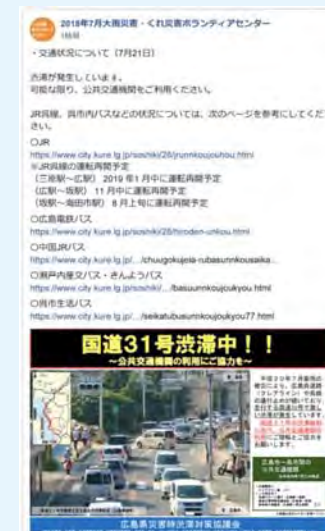 2018年7月大雨災害・くれ災害ボランティアセンター
1時間
・交通状況について(7月21日)
渋滞が発生しています。
可能な限り、公共交通機関をご利用ください。
JR呉線、呉市内バスなどの状況については、次のページを参考にしてくだ
さい。
○JR
https://www.city.kure.lg.jp/soshiki/28/jrunnkoujouhou.html
※JR呉線の運転再開予定
(三原駅〜広駅) 2019年1月中に運転再開予定
(広駅〜坂駅) 11月中に運転再開予定
(坂駅〜海田市駅) 8月上旬に運転再開予定
○広島電鉄バス
https://www.city.kure.lg.jp/soshiki/28/hiroden-unkou.html
○中国JRバス
https://www.city.kure.lg.jp/.../chuugokujeia-rubasunnkousaika...
○瀬戸内産交バス・さんようバス
https://www.city.kure.lg.jp/soshiki/.../basuunnkoujoukyou.html
○呉市生活バス
https://www.city.kure.lg.jp/.../seikatubusuunkoujoukyou77.html
国道31号渋滞中!!
〜公共交通機関の利用にご協力を〜
広島県災害時渋滞対策協議会